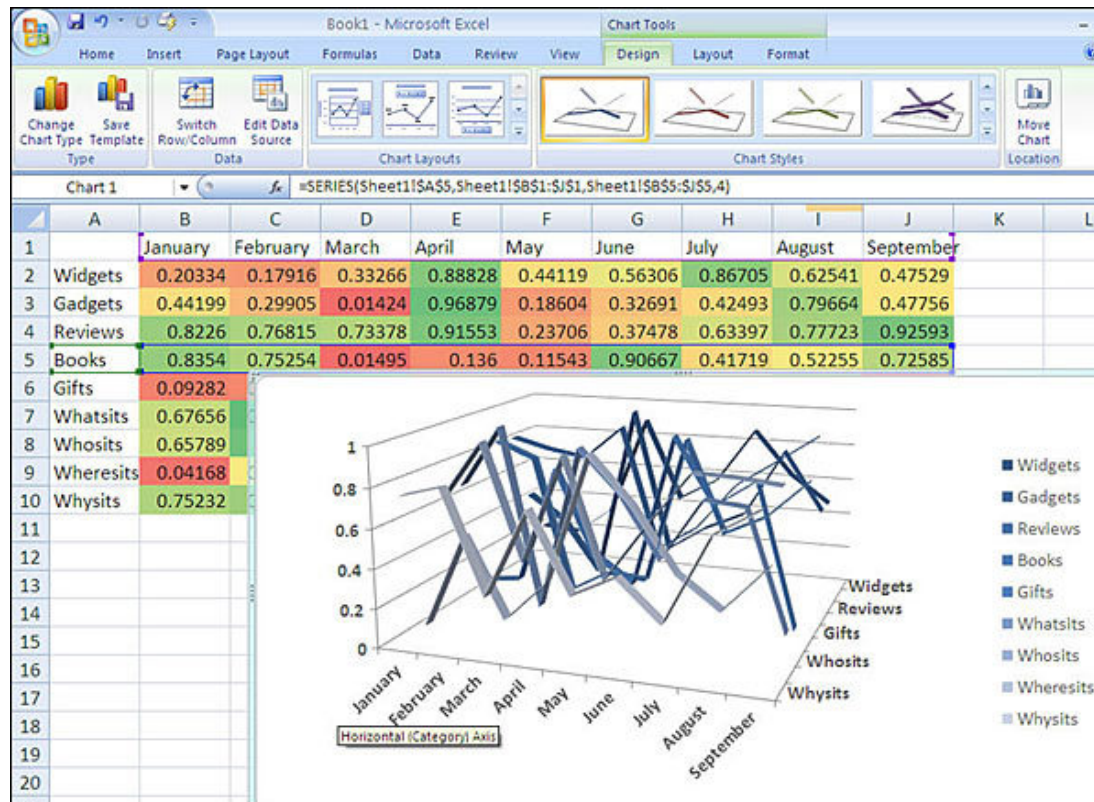 Book1 - Microsoft Excel Chart Tools
Home Insert Page Layout Formulas Data Review View Design Layout Format
Change Chart Type
Save Template
Switch Row/Column
Edit Data Source
Move Chart
Type Data Chart Layouts Chart Styles Location
Chart 1 fx =SERIES(Sheet1!$A$5,Sheet1!$B$1:$J$1,Sheet1!$B$5:$J$5,4)
A B C D E F G H I J K L
1 January February March April May June July August September
2 Widgets 0.20334 0.17916 0.33266 0.88828 0.44119 0.56306 0.86705 0.62541 0.47529
3 Gadgets 0.44199 0.29905 0.01424 0.96879 0.18604 0.32691 0.42493 0.79664 0.47756
4 Reviews 0.8226 0.76815 0.73378 0.91553 0.23706 0.37478 0.63397 0.77723 0.92593
5 Books 0.8354 0.75254 0.01495 0.136 0.11543 0.90667 0.41719 0.52255 0.72585
6 Gifts 0.09282
7 Whatsits 0.67656
8 Whosits 0.65789
9 Wheresits 0.04168
10 Whysits 0.75232
11
12
13
14
15
16
17
18
19
20
1
0.8
0.6
0.4
0.2
0
January February March April May June July August September
Widgets
Reviews
Gifts
Whosits
Whysits
Horizontal (Category) Axis
Widgets
Gadgets
Reviews
Books
Gifts
Whatsits
Whosits
Wheresits
Whysits